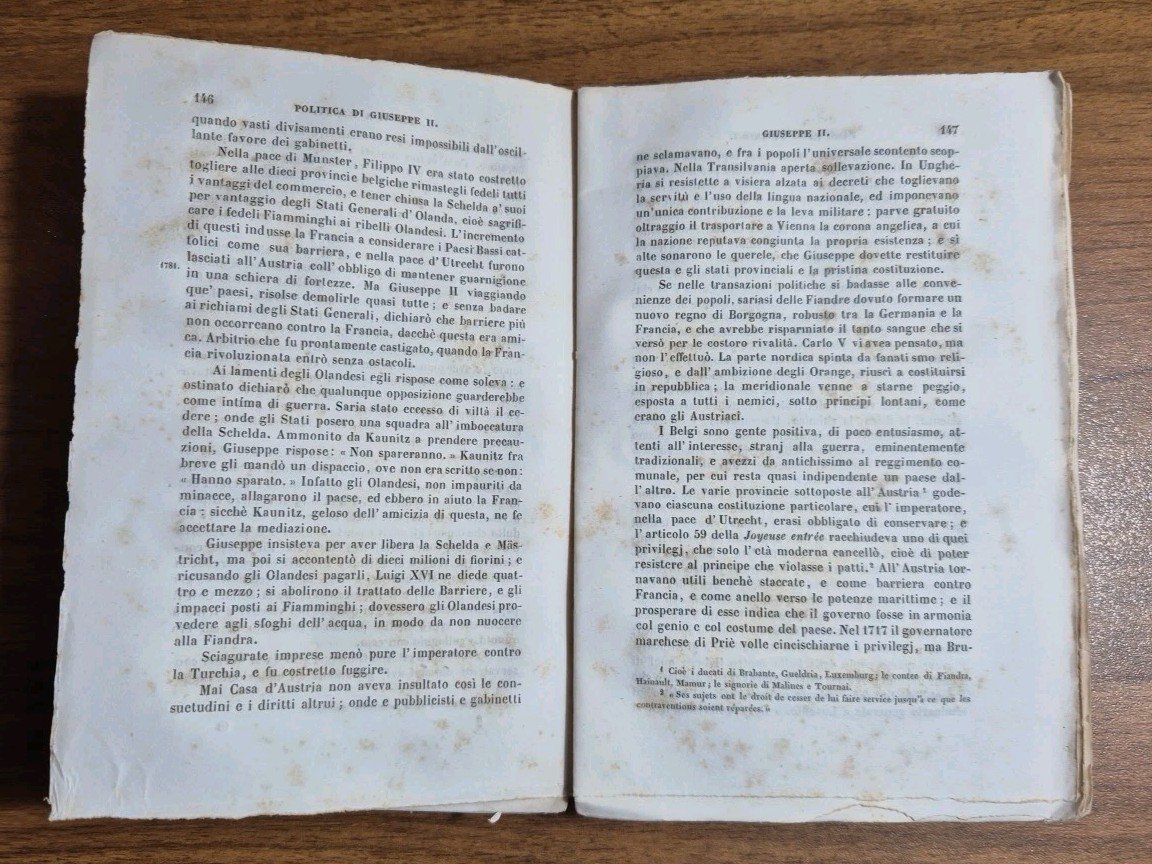 146
POLITICA DI GIUSEPPE II.
quando vasti divisamenti erano resi impossibili dall'oscil-
lante favore dei gabinetti.
Nella pace di Munster, Filippo IV era stato costretto
togliere alle dieci provincie belgiche rimastegli fedeli tutti
i vantaggi del commercio, e tener chiusa la Schelda a' suoi
per vantaggio degli Stati Generali d'Olanda, cioè sagrifi-
care i fedeli Fiamminghi ai ribelli Olandesi. L'incremento
di questi indusse la Francia a considerare i Paesi Bassi cat-
tolici come sua barriera, e nella pace d'Utrecht furono
lasciati all'Austria coll'obbligo di mantener guarnigione
1781. in una schiera di fortezze. Ma Giuseppe II viaggiando
que' paesi, risolse demolirle quasi tutte; e senza badare
ai richiami degli Stati Generali, dichiarò che barriere più
non occorreano contro la Francia, dacchè questa era ami-
ca. Arbitrio che fu prontamente castigato, quando la Fran-
cia rivoluzionata entrò senza ostacoli.
Ai lamenti degli Olandesi egli rispose come soleva: e
ostinato dichiarò che qualunque opposizione guarderebbe
come intima di guerra. Saria stato eccesso di viltà il ce-
dere; onde gli Stati posero una squadra all'imboccatura
della Schelda. Ammonito da Kaunitz a prendere precau-
zioni, Giuseppe rispose: « Non spareranno. » Kaunitz fra
breve gli mandò un dispaccio, ove non era scritto se non:
« Hanno sparato. » Infatto gli Olandesi, non impauriti da
minacce, allagarono il paese, ed ebbero in aiuto la Fran-
cia: sicchè Kaunitz, geloso dell'amicizia di questa, ne fe
accettare la mediazione.
Giuseppe insisteva per aver libera la Schelda e Mäs-
tricht, ma poi si accontentò di dieci milioni di fiorini; e
ricusando gli Olandesi pagarli, Luigi XVI ne diede quat-
tro e mezzo; si abolirono il trattato delle Barriere, e gli
impacci posti ai Fiamminghi; dovessero gli Olandesi pro-
vedere agli sfoghi dell'acqua, in modo da non nuocere
alla Fiandra.
Sciagurate imprese menò pure l'imperatore contro
la Turchia, e fu costretto fuggire.
Mai Casa d'Austria non aveva insultato così le con-
suetudini e i diritti altrui; onde e pubblicisti e gabinetti
GIUSEPPE II.
147
ne sclamavano, e fra i popoli l'universale scontento scop-
piava. Nella Transilvania aperta sollevazione. In Unghe-
ria si resistette a visiera alzata ai decreti che toglievano
la servitù e l'uso della lingua nazionale, ed imponevano
un'unica contribuzione e la leva militare: parve gratuito
oltraggio il trasportare a Vienna la corona angelica, a cui
la nazione reputava congiunta la propria esistenza; e sì
alte sonarono le querele, che Giuseppe dovette restituire
questa e gli stati provinciali e la pristina costituzione.
Se nelle transazioni politiche si badasse alle conve-
nienze dei popoli, sariasi delle Fiandre dovuto formare un
nuovo regno di Borgogna, robusto tra la Germania e la
Francia, e che avrebbe risparmiato il tanto sangue che si
versò per le costoro rivalità. Carlo V vi avea pensato, ma
non l'effettuò. La parte nordica spinta da fanatismo reli-
gioso, e dall'ambizione degli Orange, riuscì a costituirsi
in repubblica; la meridionale venne a starne peggio,
esposta a tutti i nemici, sotto principi lontani, come
erano gli Austriaci.
I Belgi sono gente positiva, di poco entusiasmo, at-
tenti all'interesse, stranj alla guerra, eminentemente
tradizionali, e avezzi da antichissimo al reggimento co-
munale, per cui resta quasi indipendente un paese dal-
l'altro. Le varie provincie sottoposte all'Austria ¹ gode-
vano ciascuna costituzione particolare, cui l'imperatore,
nella pace d'Utrecht, erasi obbligato di conservare; e
l'articolo 59 della Joyeuse entrée racchiudeva uno di quei
privilegj, che solo l'età moderna cancellò, cioè di poter
resistere al principe che violasse i patti.² All'Austria tor-
navano utili benchè staccate, e come barriera contro
Francia, e come anello verso le potenze marittime; e il
prosperare di esse indica che il governo fosse in armonia
col genio e col costume del paese. Nel 1717 il governatore
marchese di Priè volle cincischiarne i privilegj, ma Bru-
¹ Cioè i ducati di Brabante, Gueldria, Luxemburg; le contee di Fiandra,
Hainault, Mamur; le signorie di Malines e Tournai.
² « Ses sujets ont le droit de cesser de lui faire service jusqu'à ce que les
contraventions soient réparées. »